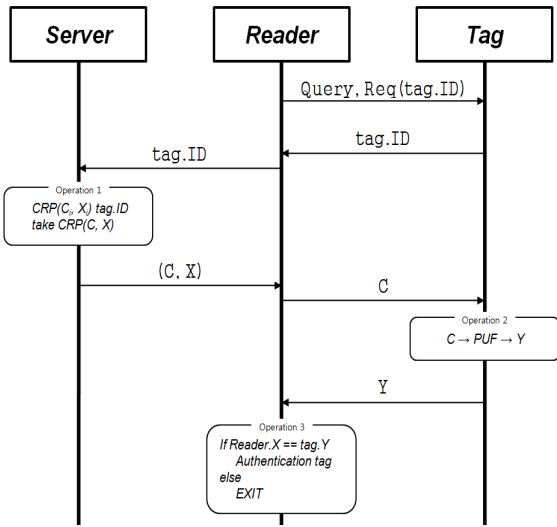 Server
Reader
Tag
Query, Req(tag.ID)
tag.ID
tag.ID
Operation 1
CRP(Ci, Xi) tag.ID
take CRP(C, X)
(C, X)
C
Operation 2
C → PUF → Y
Y
Operation 3
If Reader.X == tag.Y
Authentication tag
else
EXIT